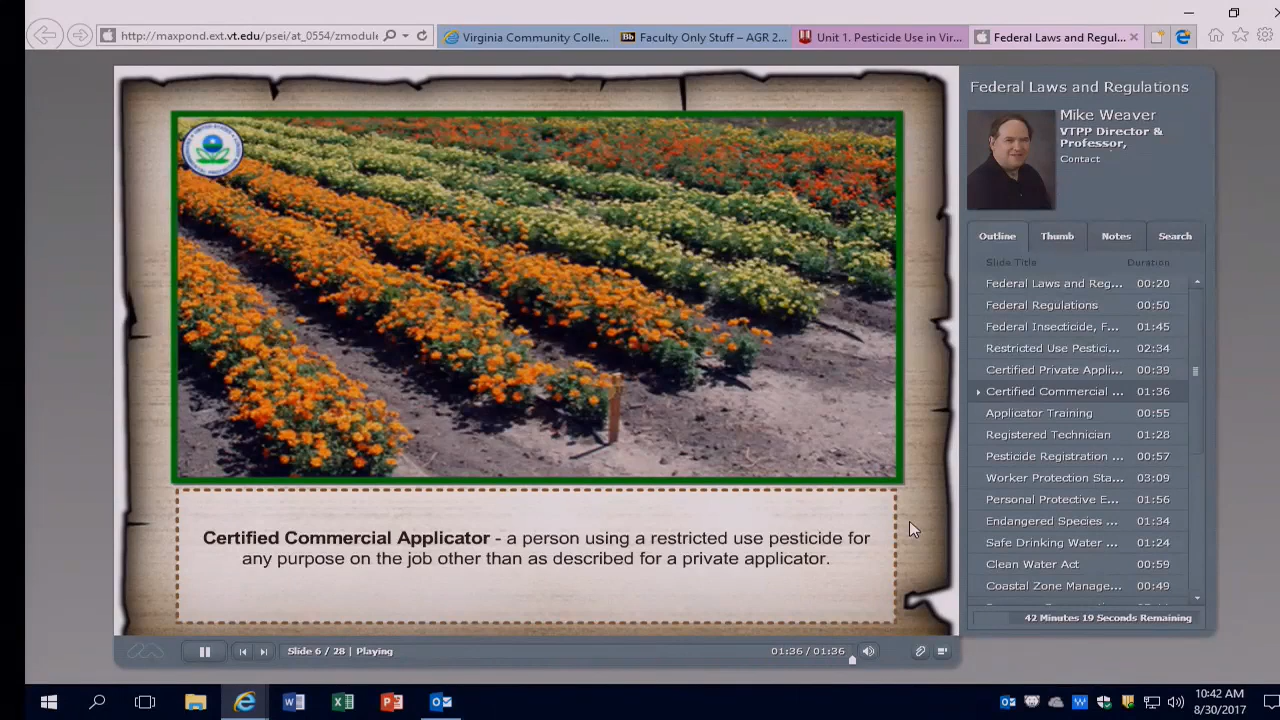 http://maxpond.ext.vt.edu/psei/at_0554/zmodule
Virginia Community Colle...
Bb Faculty Only Stuff – AGR 2...
Unit 1. Pesticide Use in Vir...
Federal Laws and Regul...
Federal Laws and Regulations
Mike Weaver
VTPP Director &
Professor,
Contact
Outline Thumb Notes Search
Slide Title Duration
Federal Laws and Reg... 00:20
Federal Regulations 00:50
Federal Insecticide, F... 01:45
Restricted Use Pestici... 02:34
Certified Private Appli... 00:39
Certified Commercial ... 01:36
Applicator Training 00:55
Registered Technician 01:28
Pesticide Registration ... 00:57
Worker Protection Sta... 03:09
Personal Protective E... 01:56
Endangered Species ... 01:34
Safe Drinking Water ... 01:24
Clean Water Act 00:59
Coastal Zone Manage... 00:49
42 Minutes 19 Seconds Remaining
Certified Commercial Applicator - a person using a restricted use pesticide for
any purpose on the job other than as described for a private applicator.
Slide 6 / 28 | Playing
01:36 / 01:36
10:42 AM
8/30/2017